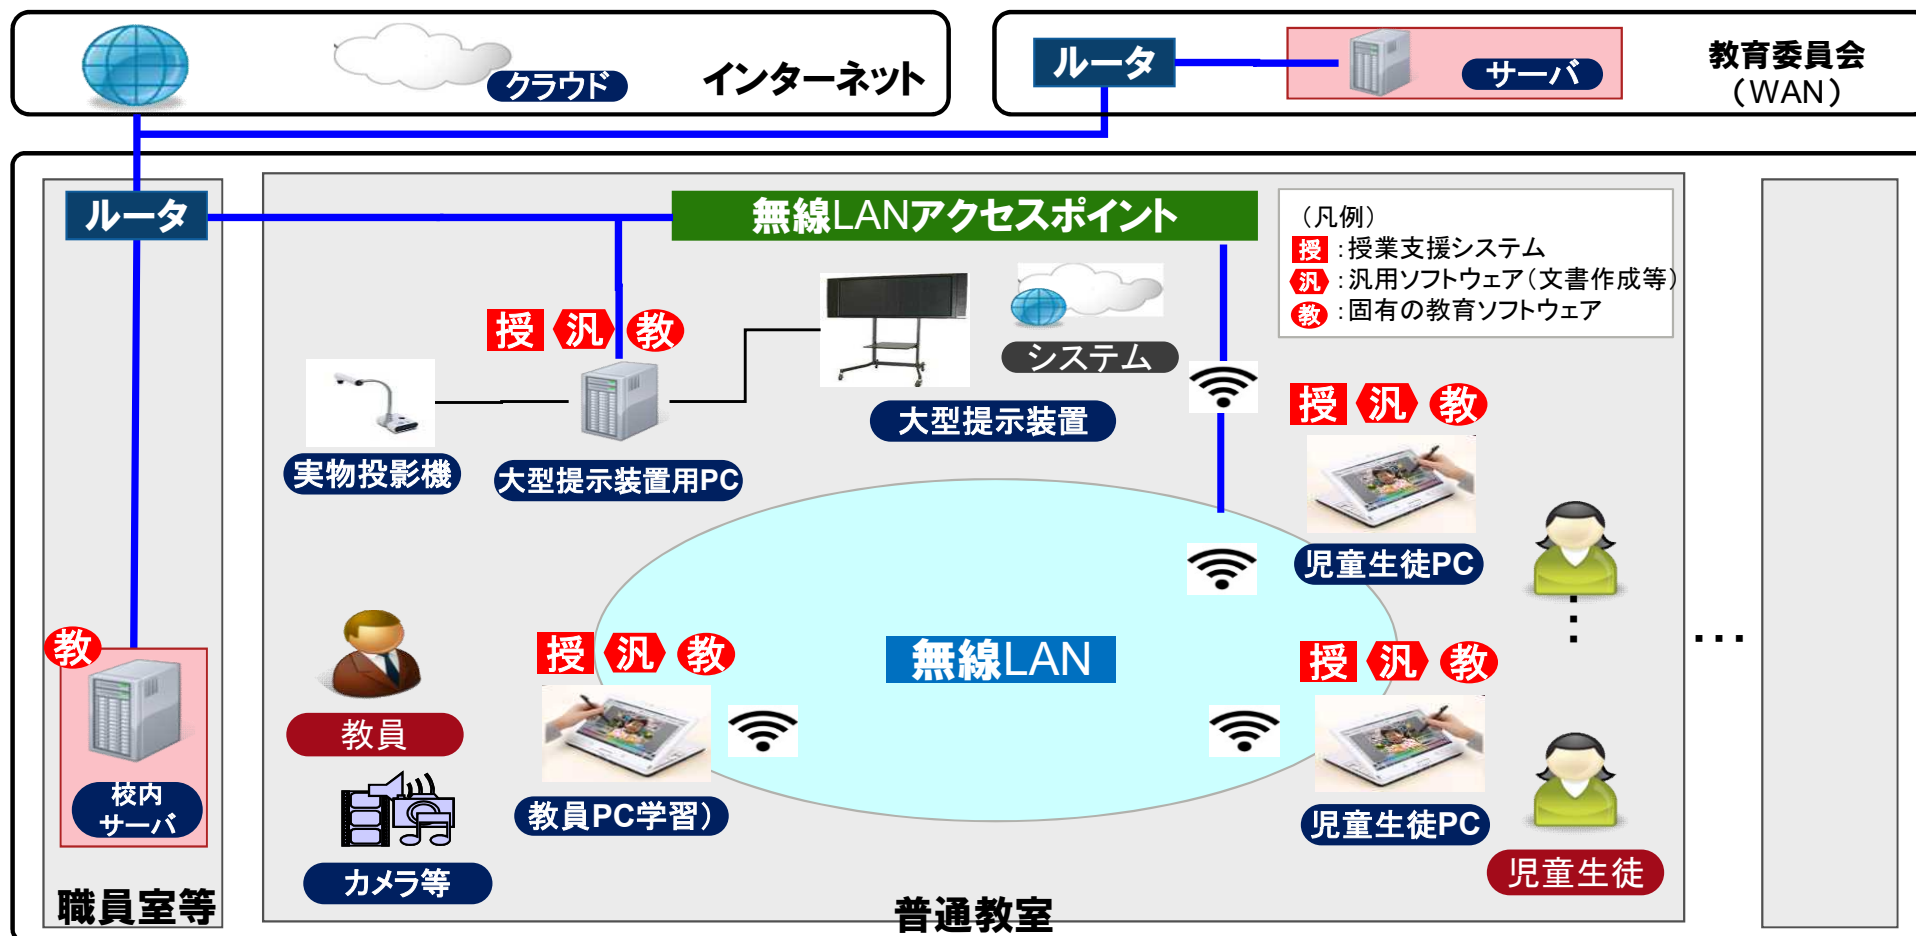 クラウド
インターネット
ルータ
サーバ
教育委員会
（WAN）
ルータ
無線LANアクセスポイント
（凡例）
授：授業支援システム
汎：汎用ソフトウェア（文書作成等）
教：固有の教育ソフトウェア
授 汎 教
システム
大型提示装置
実物投影機
大型提示装置用PC
授 汎 教
児童生徒PC
教
校内
サーバ
職員室等
教員
カメラ等
授 汎 教
教員PC学習）
無線LAN
授 汎 教
児童生徒PC
児童生徒
…
普通教室